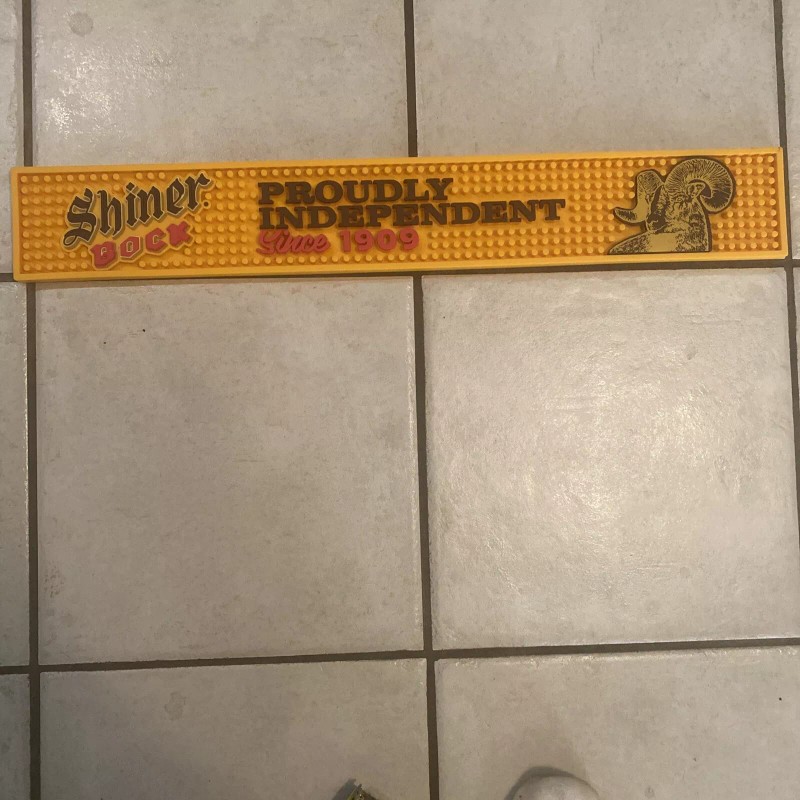 Shiner
BOCK
PROUDLY
INDEPENDENT
Since 1909